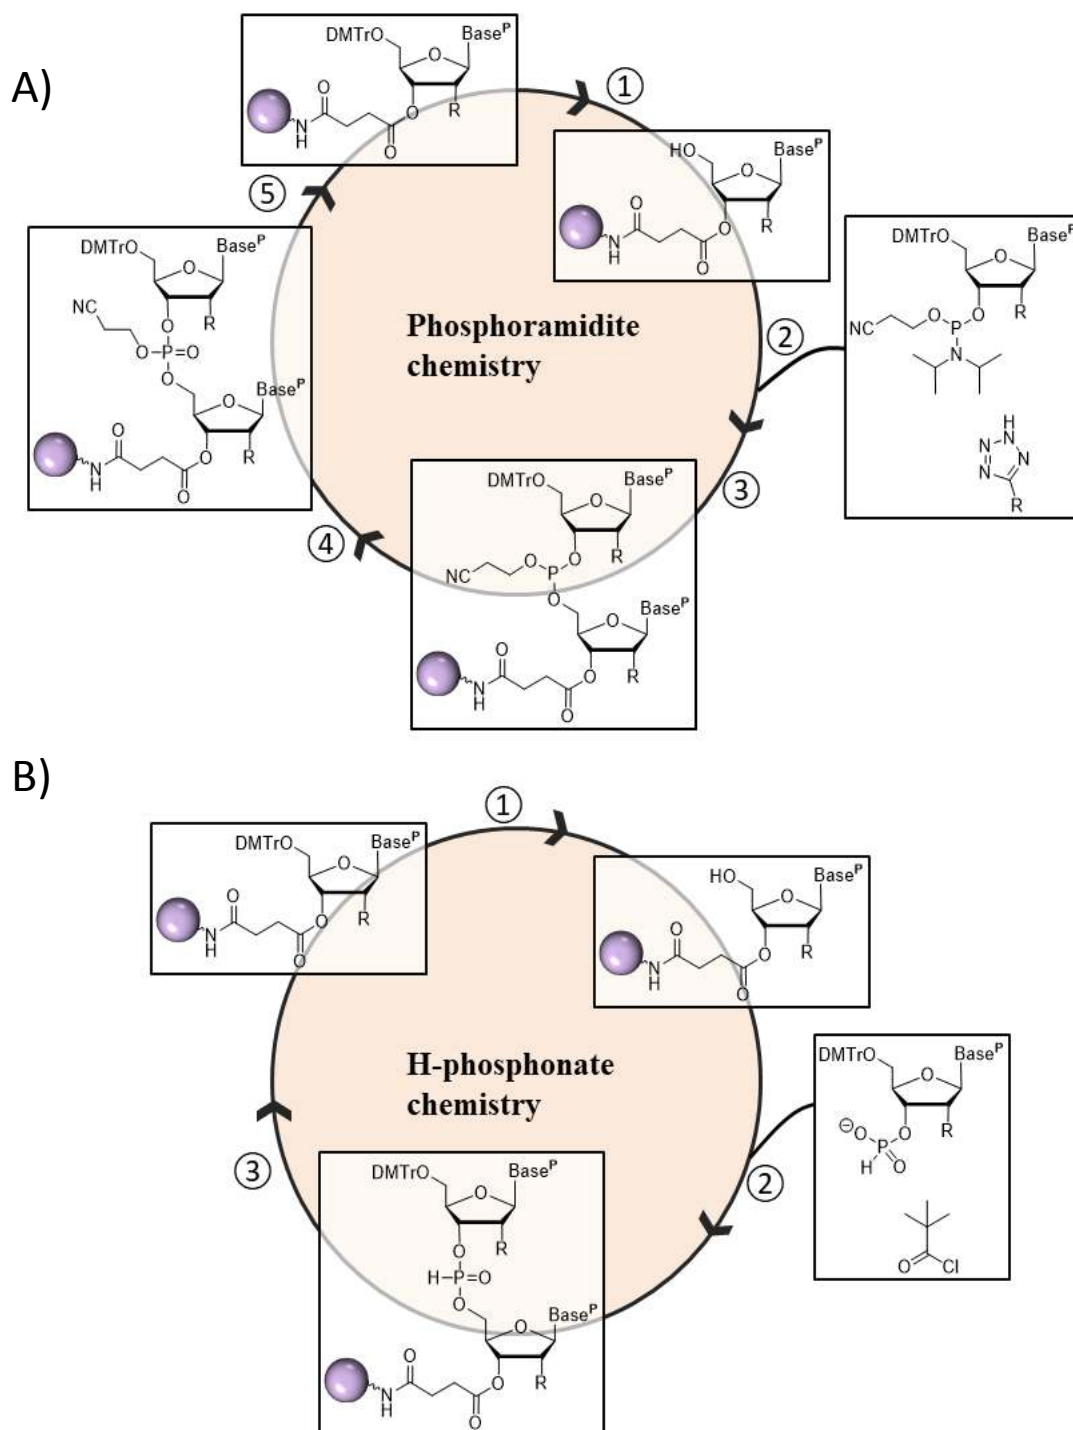 A)
DMTrO
Base^P
O
O
O
R
N
H
O
①
HO
Base^P
O
O
O
R
N
H
O
⑤
DMTrO
Base^P
O
NC
O
R
O
P
O
O
Base^P
O
O
O
R
N
H
O
Phosphoramidite
chemistry
②
DMTrO
Base^P
O
O
O
R
NC
P
N
H
N
N
N
N
R
③
④
DMTrO
Base^P
O
O
O
R
NC
P
O
Base^P
O
O
O
R
N
H
O
B)
①
DMTrO
Base^P
O
O
O
R
N
H
O
HO
Base^P
O
O
O
R
N
H
O
H-phosphonate
chemistry
②
DMTrO
Base^P
O
⊖
O
O
R
P
H
O
O
Cl
③
DMTrO
Base^P
O
O
R
H
P
O
O
Base^P
O
O
O
R
N
H
O